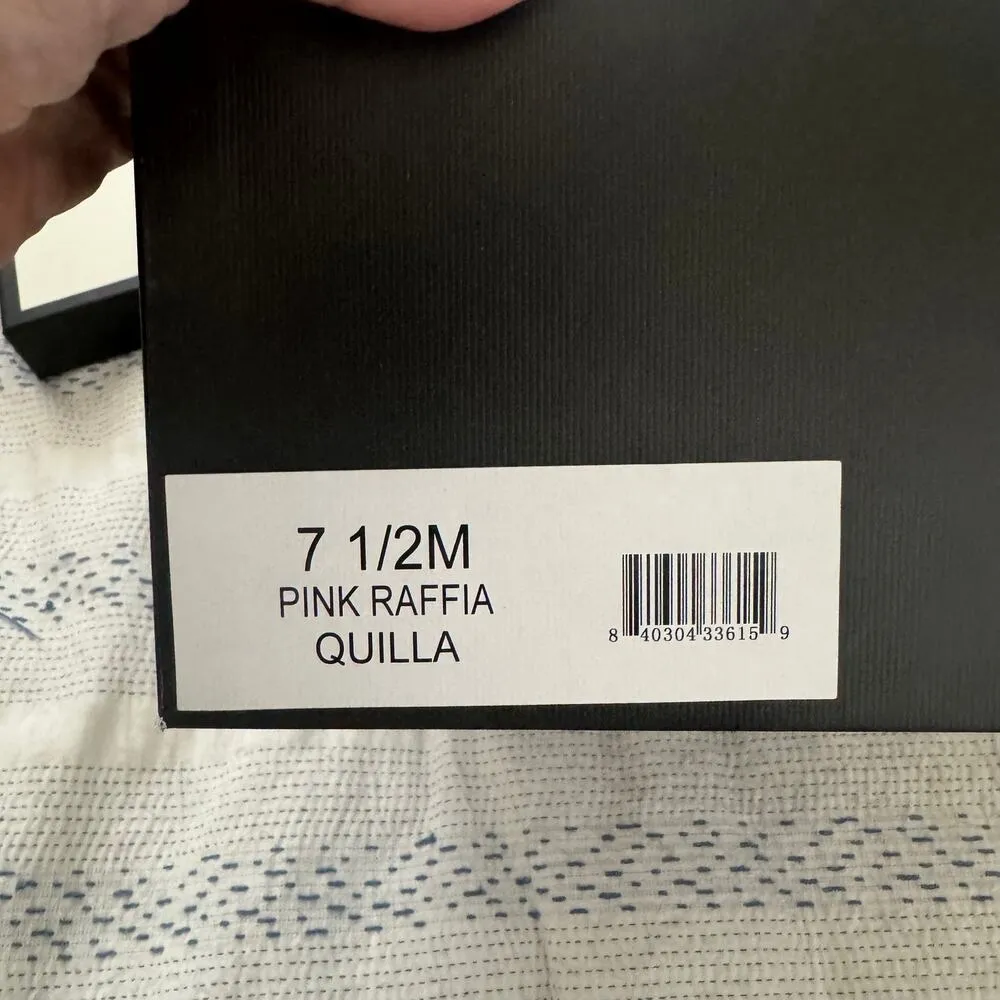 7 1/2M
PINK RAFFIA
QUILLA
8 40304 33615 9